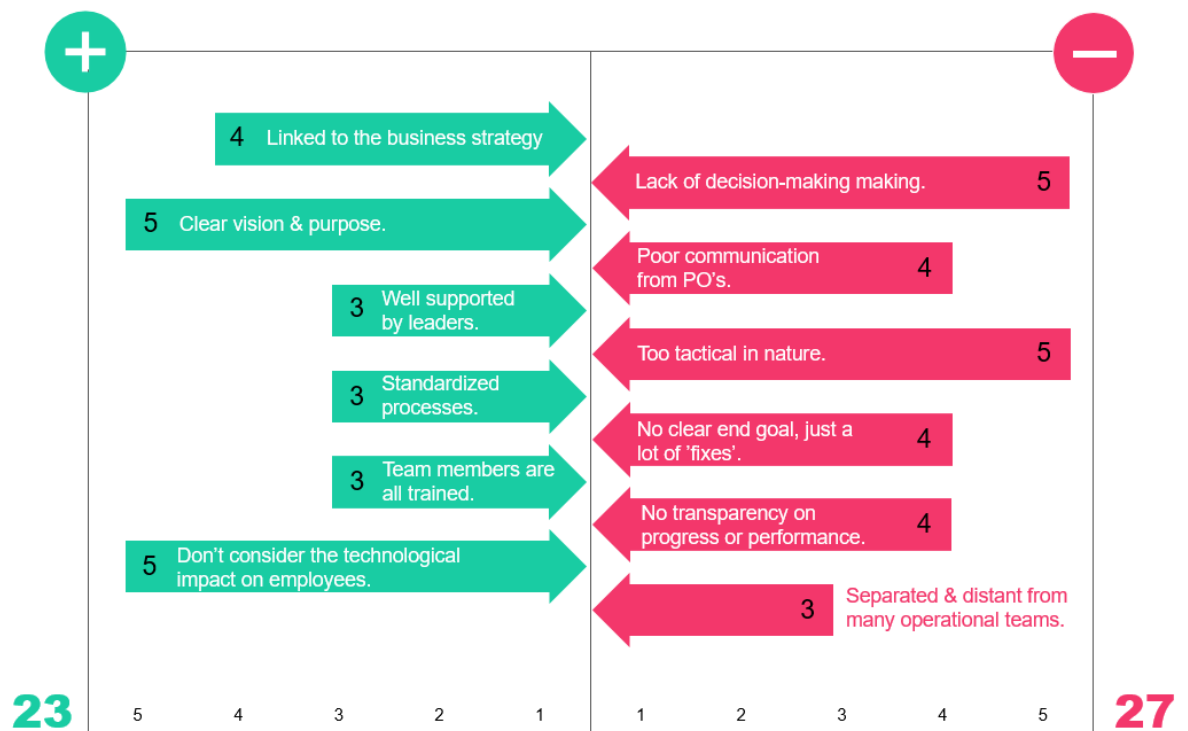 +
−
4 Linked to the business strategy
Lack of decision-making making. 5
5 Clear vision & purpose.
Poor communication
from PO's. 4
3 Well supported
by leaders.
Too tactical in nature. 5
3 Standardized
processes.
No clear end goal, just a
lot of 'fixes'. 4
3 Team members are
all trained.
No transparency on
progress or performance. 4
5 Don't consider the technological
impact on employees.
3 Separated & distant from
many operational teams.
23 5 4 3 2 1 1 2 3 4 5 27